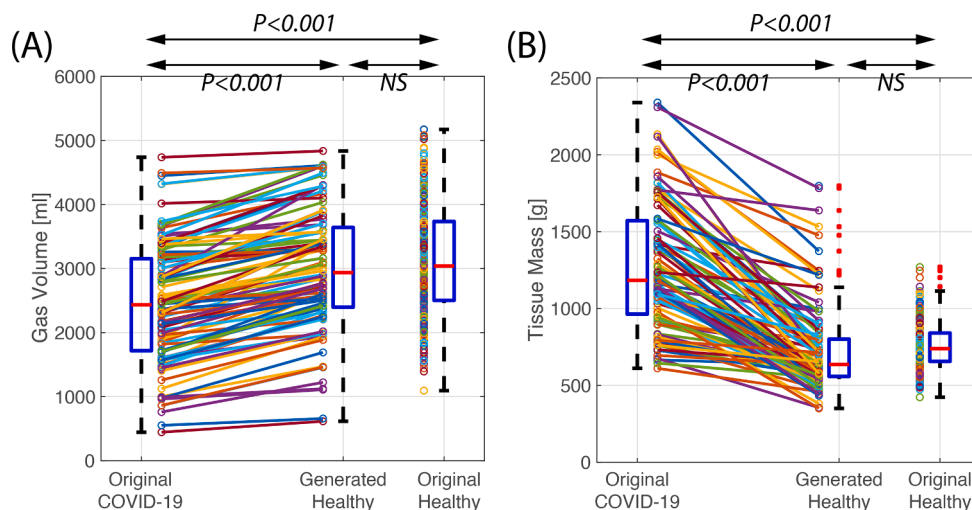 (A)
P<0.001
P<0.001
NS
Gas Volume [ml]
6000
5000
4000
3000
2000
1000
0
Original
COVID-19
Generated
Healthy
Original
Healthy
(B)
P<0.001
P<0.001
NS
Tissue Mass [g]
2500
2000
1500
1000
500
0
Original
COVID-19
Generated
Healthy
Original
Healthy